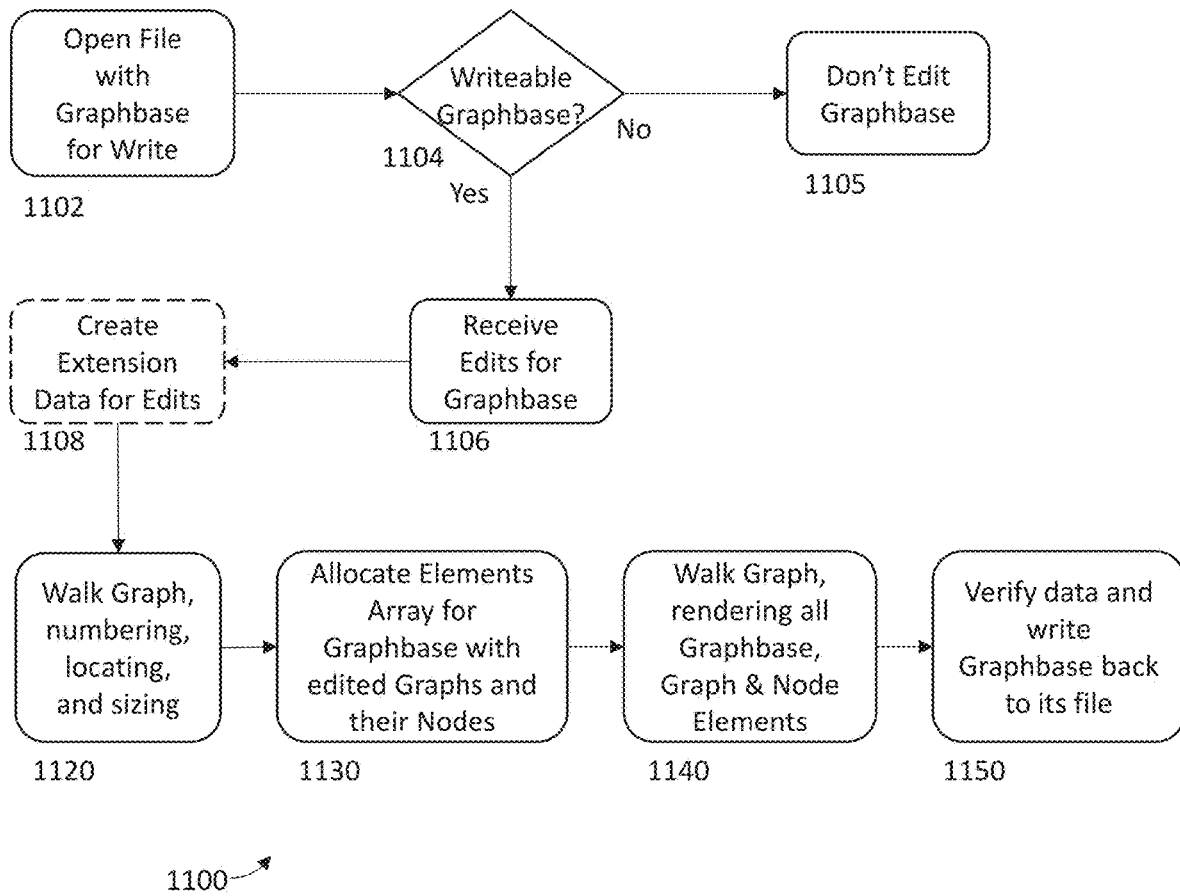 Open File
with
Graphbase
for Write
1102
Writeable
Graphbase?
1104
No
Yes
Don't Edit
Graphbase
1105
Create
Extension
Data for Edits
1108
Receive
Edits for
Graphbase
1106
Walk Graph,
numbering,
locating,
and sizing
1120
Allocate Elements
Array for
Graphbase with
edited Graphs and
their Nodes
1130
Walk Graph,
rendering all
Graphbase,
Graph & Node
Elements
1140
Verify data and
write
Graphbase back
to its file
1150
1100